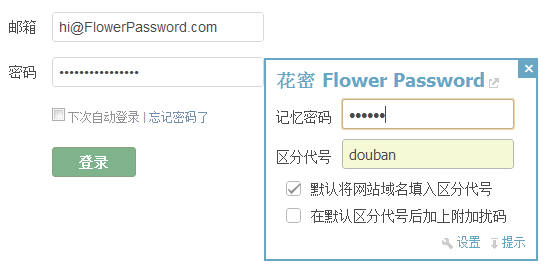 邮箱 hi@FlowerPassword.com
密码 ••••••••••••••••
下次自动登录 | 忘记密码了
登录
花密 Flower Password
记忆密码 ••••••
区分代号 douban
默认将网站域名填入区分代号
在默认区分代号后加上附加扰码
设置 提示